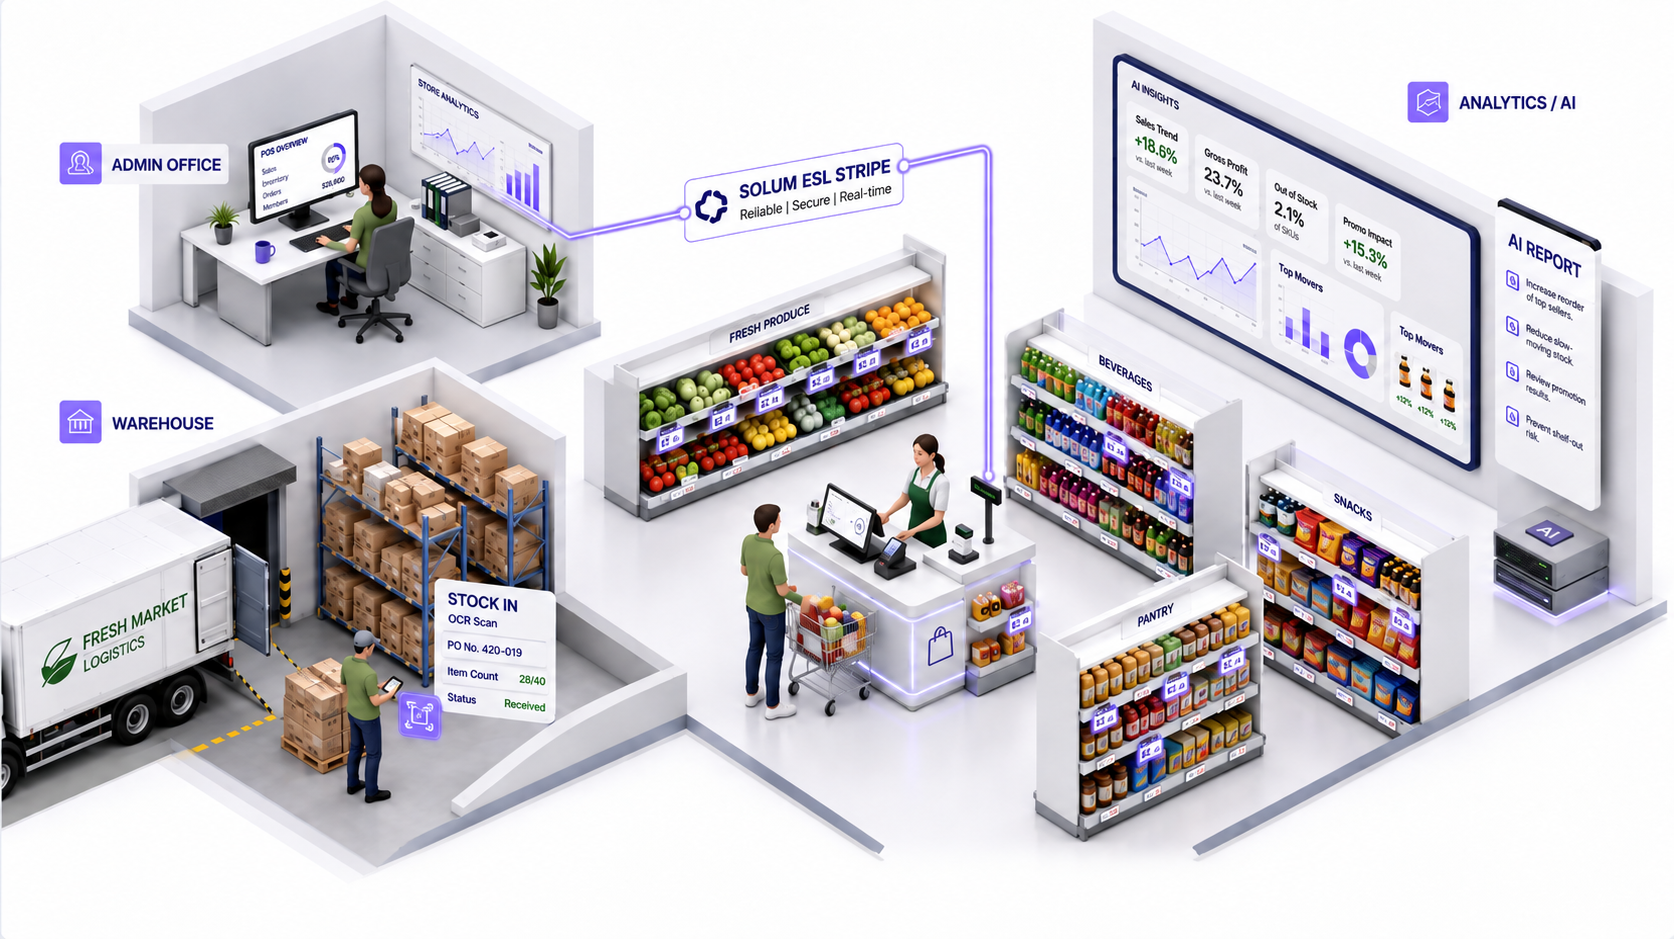 ADMIN OFFICE
POS OVERVIEW
Sales
Inventory
Orders
Members
STORE ANALYTICS
SOLUM ESL STRIPE
Reliable | Secure | Real-time
ANALYTICS / AI
AI INSIGHTS
Sales Trend
+18.6%
vs. last week
Gross Profit
23.7%
vs. last week
Out of Stock
2.1%
of SKUs
Promo Impact
+15.3%
vs. last week
Top Movers
Top Movers
+12%
+12%
+12%
AI REPORT
Increase reorder
of top sellers.
Reduce slow-
moving stock.
Review promotion
results.
Prevent shelf-out
risk.
AI
FRESH PRODUCE
BEVERAGES
SNACKS
PANTRY
WAREHOUSE
FRESH MARKET
LOGISTICS
STOCK IN
OCR Scan
PO No. 420-019
Item Count 28/40
Status Received